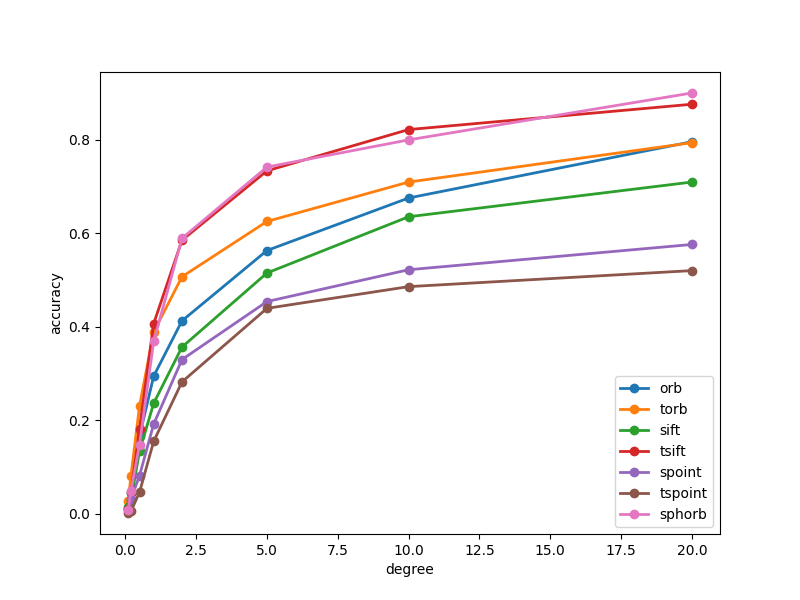 0.8
0.6
0.4
0.2
0.0
accuracy
0.0 2.5 5.0 7.5 10.0 12.5 15.0 17.5 20.0
degree
orb
torb
sift
tsift
spoint
tspoint
sphorb